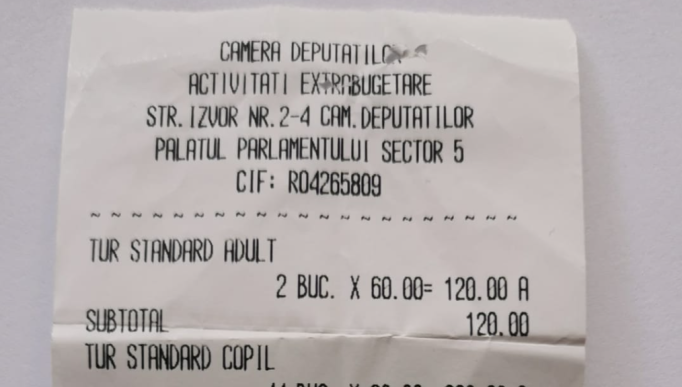 CAMERA DEPUTATILOR
ACTIVITATI EXTRABUGETARE
STR. IZVOR NR. 2-4 CAM. DEPUTATILOR
PALATUL PARLAMENTULUI SECTOR 5
CIF: RO4265809
~ ~ ~ ~ ~ ~ ~ ~ ~ ~ ~ ~ ~ ~ ~ ~ ~ ~ ~ ~ ~
TUR STANDARD ADULT
2 BUC. X 60.00= 120.00 A
SUBTOTAL 120.00
TUR STANDARD COPIL